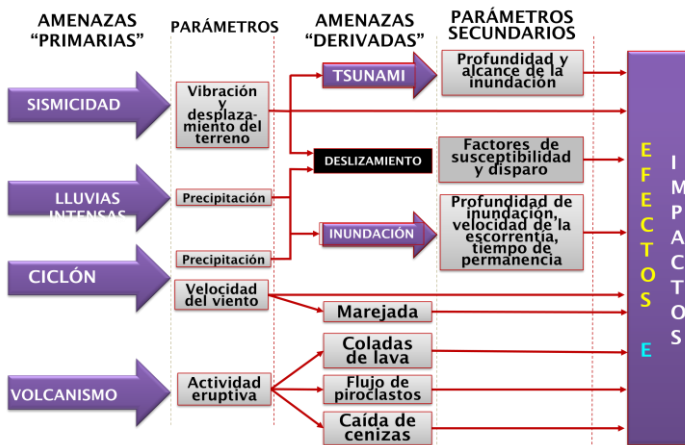 AMENAZAS
“PRIMARIAS”
PARÁMETROS
AMENAZAS
“DERIVADAS”
PARÁMETROS
SECUNDARIOS
SISMICIDAD
Vibración
y
desplaza-
miento del
terreno
TSUNAMI
Profundidad y
alcance de la
inundación
DESLIZAMIENTO
Factores de
susceptibilidad
y disparo
LLUVIAS
INTENSAS
Precipitación
INUNDACIÓN
Profundidad de
inundación,
velocidad de la
escorrentía,
tiempo de
permanencia
CICLÓN
Precipitación
Velocidad
del viento
Marejada
VOLCANISMO
Actividad
eruptiva
Coladas
de lava
Flujo de
piroclastos
Caída de
cenizas
EFECTOS E
IMPACTOS